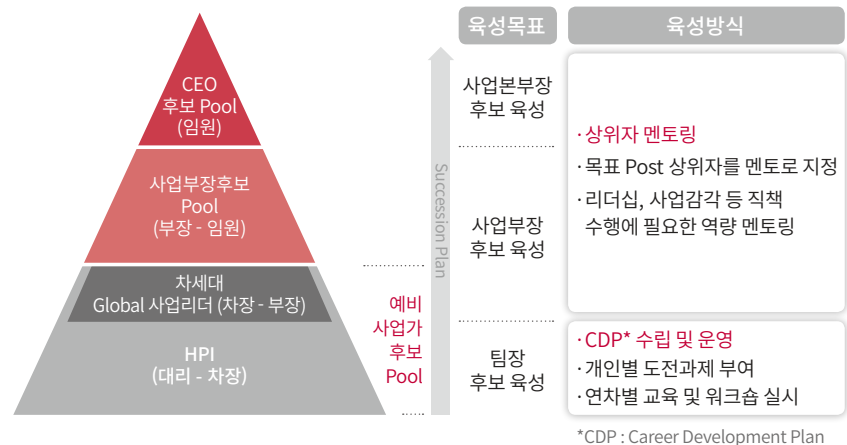 육성목표
육성방식
CEO
후보 Pool
(임원)
사업부장후보
Pool
(부장 - 임원)
차세대
Global 사업리더 (차장 - 부장)
HPI
(대리 - 차장)
예비
사업가
후보
Pool
Succession Plan
사업본부장
후보 육성
사업부장
후보 육성
팀장
후보 육성
·상위자 멘토링
·목표 Post 상위자를 멘토로 지정
·리더십, 사업감각 등 직책
수행에 필요한 역량 멘토링
·CDP* 수립 및 운영
·개인별 도전과제 부여
·연차별 교육 및 워크숍 실시
*CDP : Career Development Plan